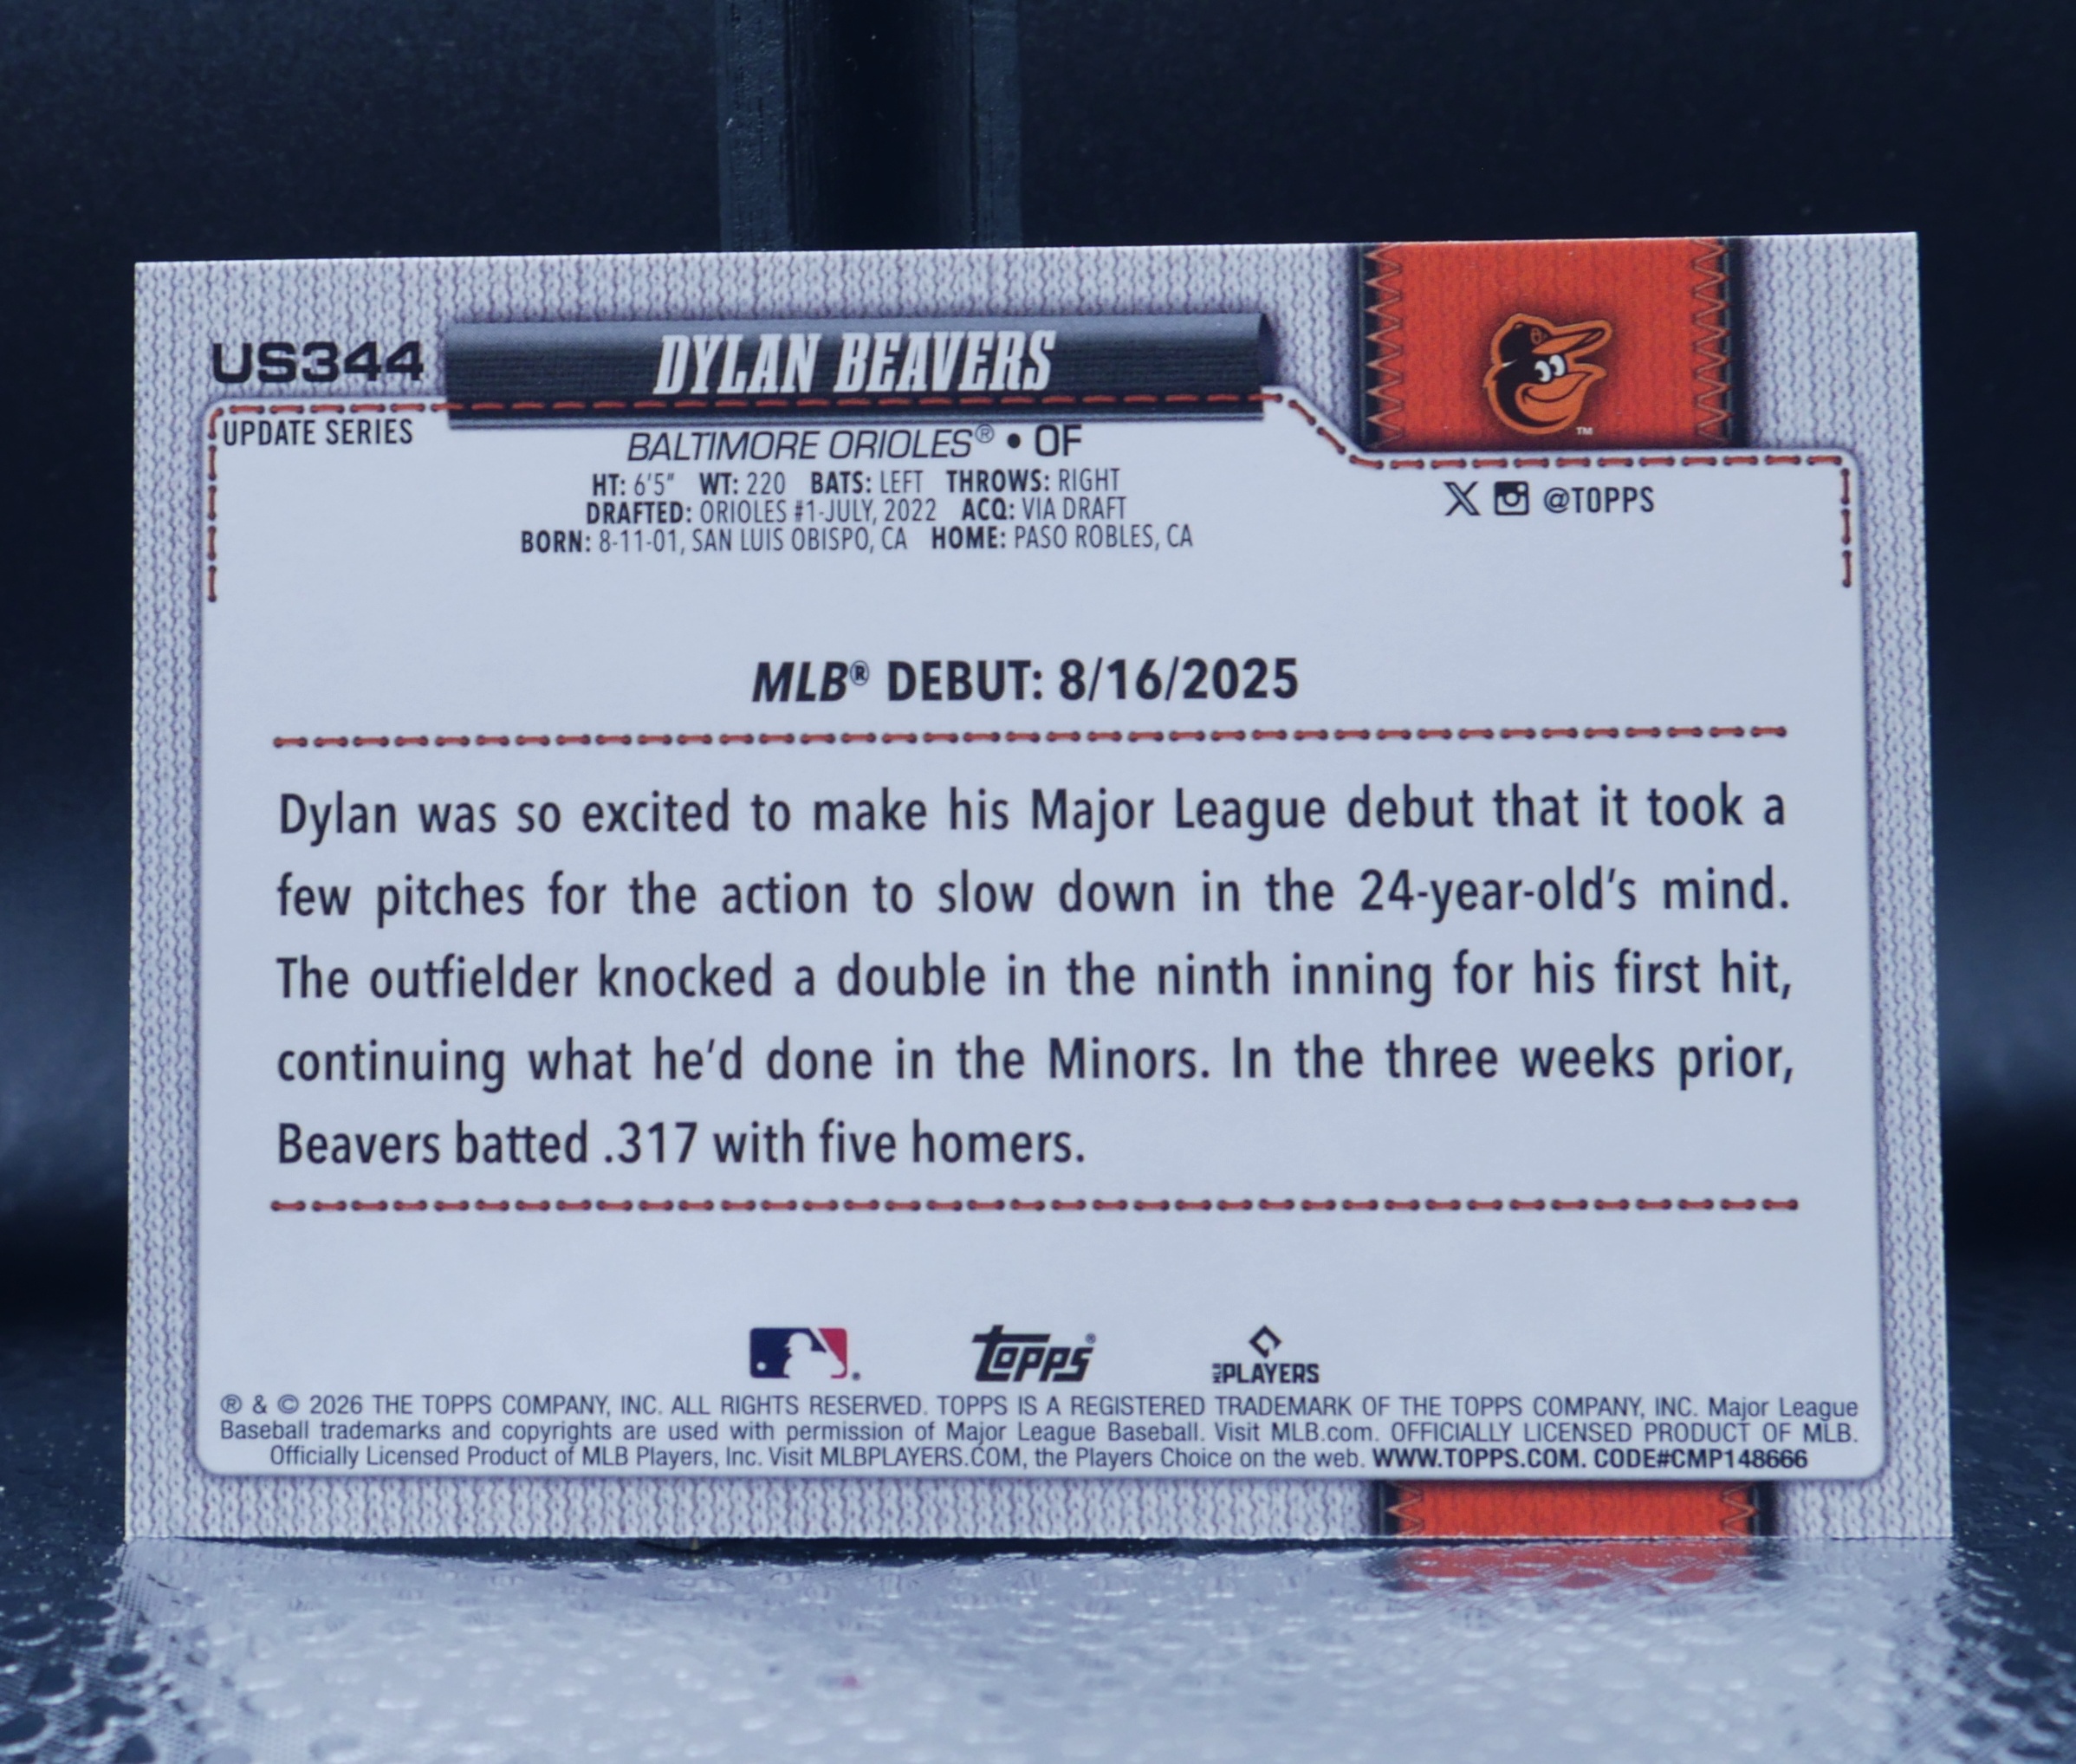 US344
DYLAN BEAVERS
UPDATE SERIES
BALTIMORE ORIOLES® • OF
HT: 6'5" WT: 220 BATS: LEFT THROWS: RIGHT
DRAFTED: ORIOLES #1-JULY, 2022 ACQ: VIA DRAFT
BORN: 8-11-01, SAN LUIS OBISPO, CA HOME: PASO ROBLES, CA
TM
@TOPPS
MLB® DEBUT: 8/16/2025
Dylan was so excited to make his Major League debut that it took a
few pitches for the action to slow down in the 24-year-old's mind.
The outfielder knocked a double in the ninth inning for his first hit,
continuing what he'd done in the Minors. In the three weeks prior,
Beavers batted .317 with five homers.
Topps®
MLB PLAYERS
® & © 2026 THE TOPPS COMPANY, INC. ALL RIGHTS RESERVED. TOPPS IS A REGISTERED TRADEMARK OF THE TOPPS COMPANY, INC. Major League
Baseball trademarks and copyrights are used with permission of Major League Baseball. Visit MLB.com. OFFICIALLY LICENSED PRODUCT OF MLB.
Officially Licensed Product of MLB Players, Inc. Visit MLBPLAYERS.COM, the Players Choice on the web. WWW.TOPPS.COM. CODE#CMP148666